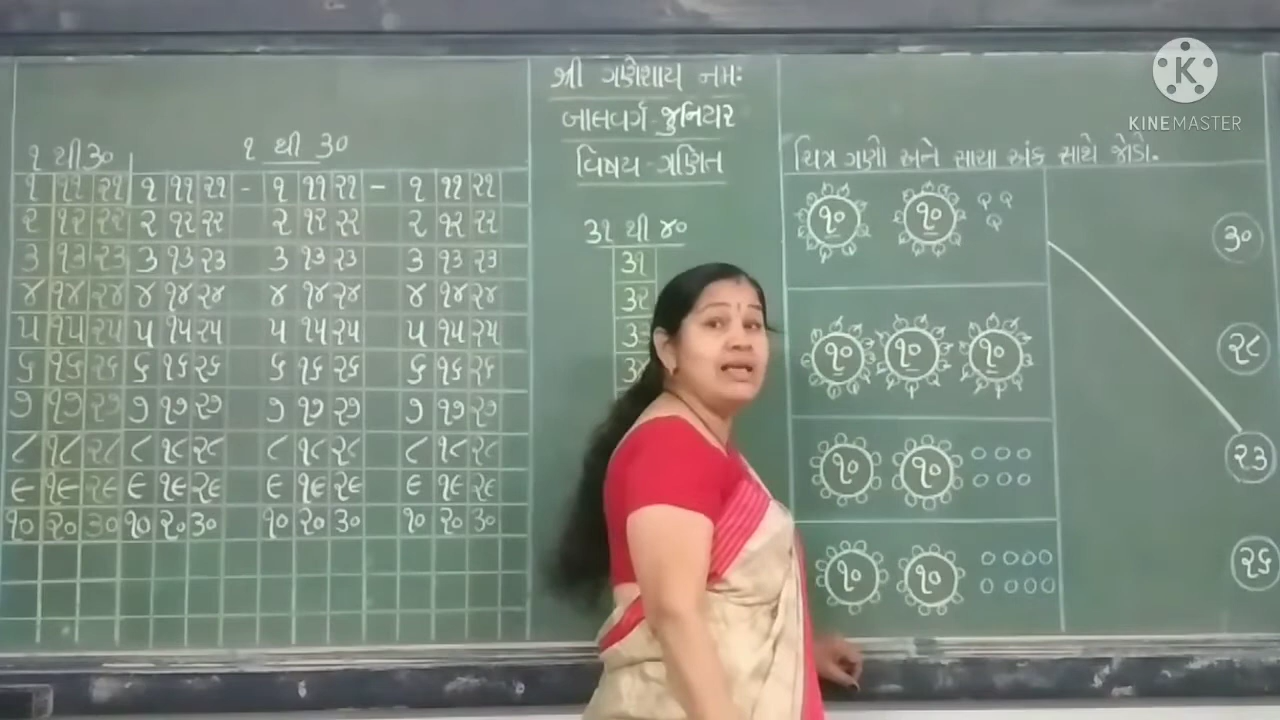 ૧ થી ૩૦
૧ ૧૧ ૨૧
૨ ૧૨ ૨૨
૩ ૧૩ ૨૩
૪ ૧૪ ૨૪
૫ ૧૫ ૨૫
૬ ૧૬ ૨૬
૭ ૧૭ ૨૭
૮ ૧૮ ૨૮
૯ ૧૯ ૨૯
૧૦ ૨૦ ૩૦
૧ થી ૩૦
૧ ૧૧ ૨૧ - ૧ ૧૧ ૨૧ - ૧ ૧૧ ૨૧
૨ ૧૨ ૨૨ ૨ ૧૨ ૨૨ ૨ ૧૨ ૨૨
૩ ૧૩ ૨૩ ૩ ૧૩ ૨૩ ૩ ૧૩ ૨૩
૪ ૧૪ ૨૪ ૪ ૧૪ ૨૪ ૪ ૧૪ ૨૪
૫ ૧૫ ૨૫ ૫ ૧૫ ૨૫ ૫ ૧૫ ૨૫
૬ ૧૬ ૨૬ ૬ ૧૬ ૨૬ ૬ ૧૬ ૨૬
૭ ૧૭ ૨૭ ૭ ૧૭ ૨૭ ૭ ૧૭ ૨૭
૮ ૧૮ ૨૮ ૮ ૧૮ ૨૮ ૮ ૧૮ ૨૮
૯ ૧૯ ૨૯ ૯ ૧૯ ૨૯ ૯ ૧૯ ૨૯
૧૦ ૨૦ ૩૦ ૧૦ ૨૦ ૩૦ ૧૦ ૨૦ ૩૦
શ્રી ગણેશાય નમઃ
બાલવર્ગ-જુનિયર
વિષય-ગણિત
૩૧ થી ૪૦
૩૧
૩૨
૩૩
૩૪
ચિત્ર ગણો અને સાચા અંક સાથે જોડો.
૧૦ ૧૦
૩૦
૧૦ ૧૦ ૧૦
૨૮
૧૦ ૧૦
૨૩
૧૦ ૧૦
૨૬
K
KINEMASTER